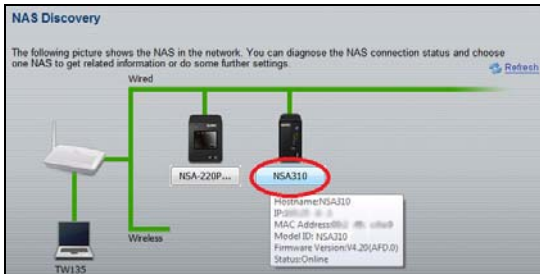 NAS Discovery
The following picture shows the NAS in the network. You can diagnose the NAS connection status and choose
one NAS to get related information or do some further settings.
Refresh
Wired
NSA-220P...
NSA310
Hostname:NSA310
IP:
MAC Address:
Model ID: NSA310
Firmware Version:V4.20(AFD.0)
Status:Online
Wireless
TW135